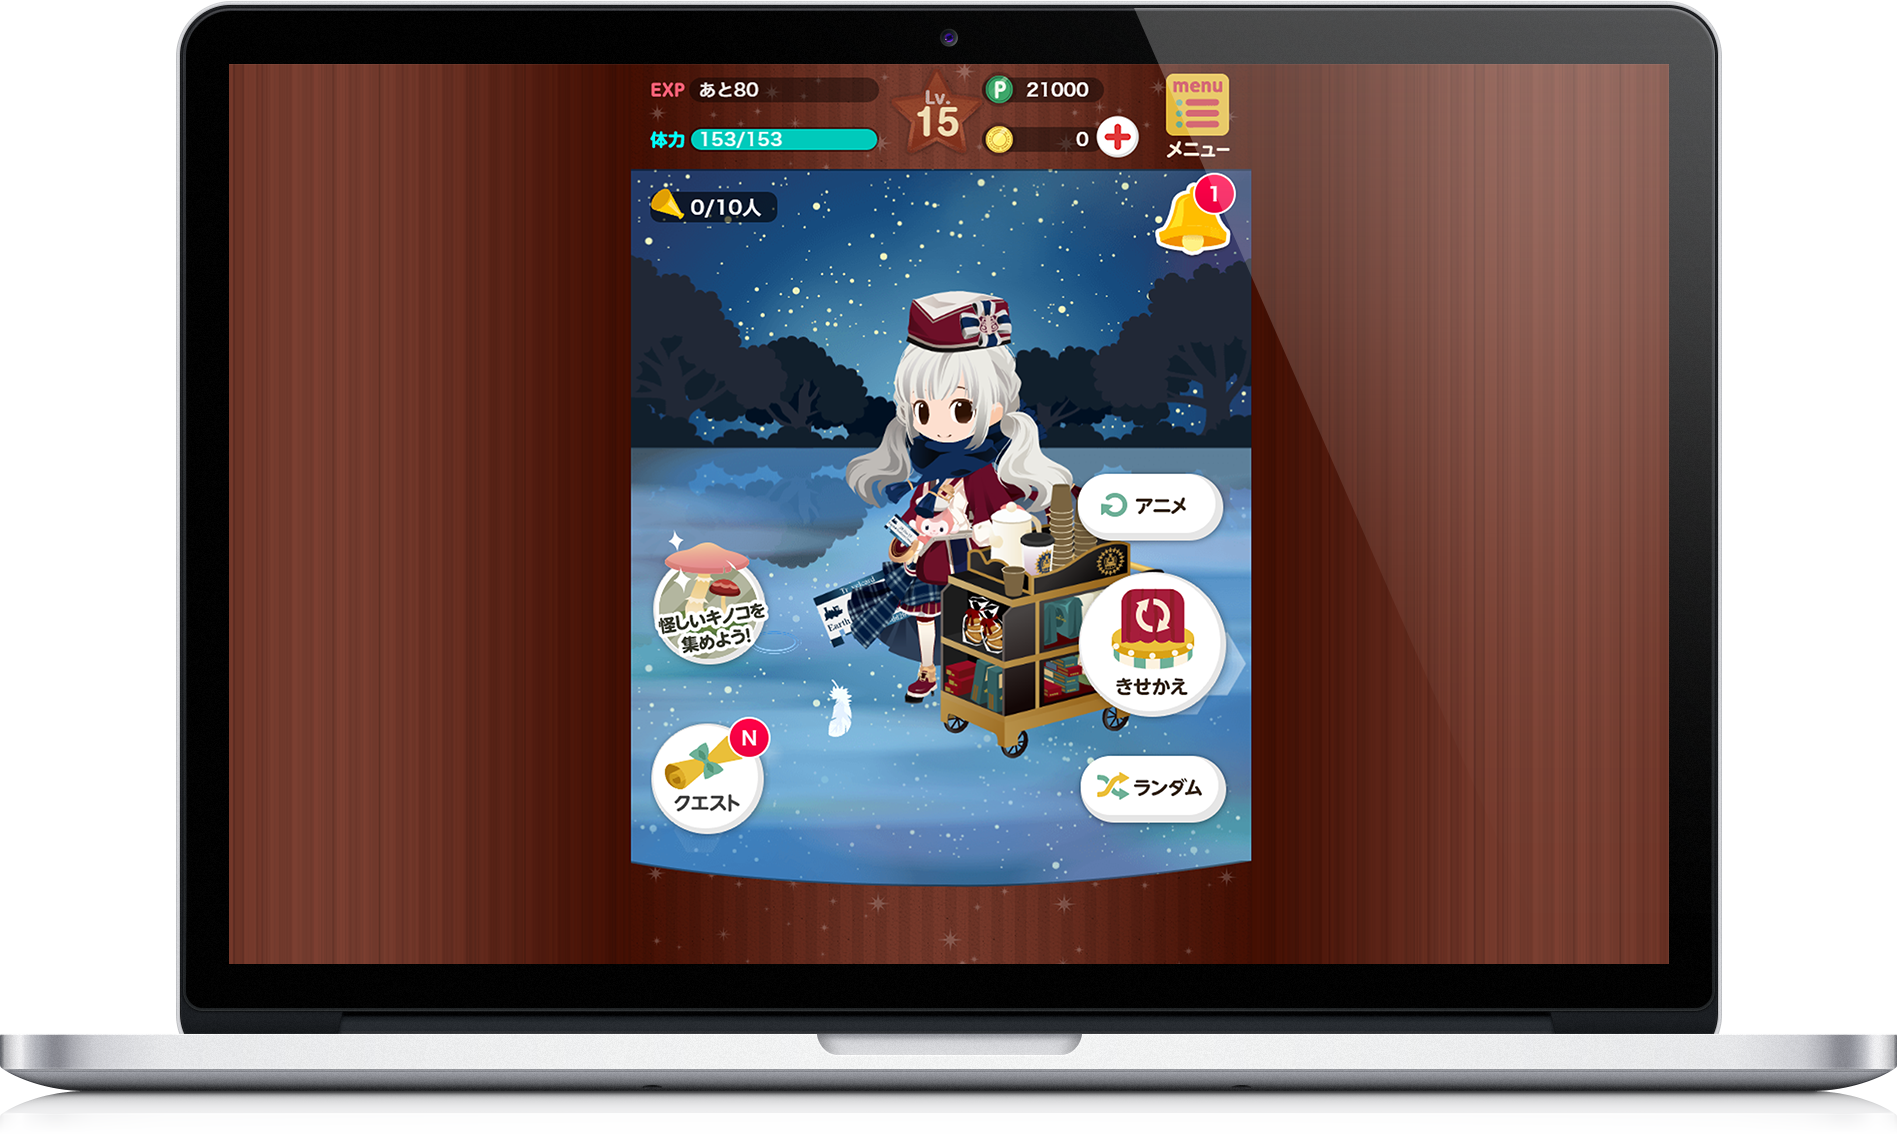 EXP あと80
体力 153/153
Lv.
15
P 21000
0
menu
メニュー
0/10人
1
アニメ
怪しいキノコを
集めよう!
きせかえ
N
クエスト
ランダム